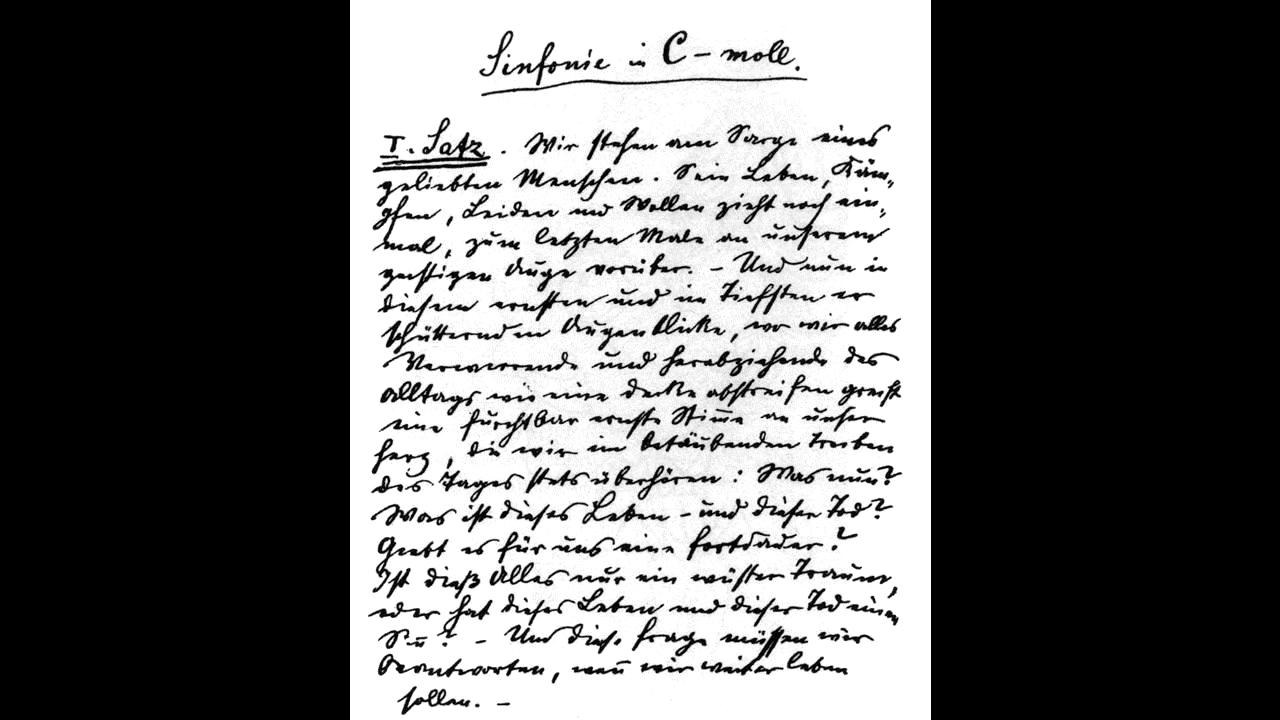 Sinfonie in C-moll.
I. Satz. Wir stehen am Sarge eines
geliebten Menschen. Sein Leben, Käm-
pfen, Leiden und Wollen zieht noch ein-
mal, zum letzten Male an unserem
geistigen Auge vorüber. – Und nun in
diesem ernsten und im Tiefsten er
schütternden Augenblicke, wo wir alles
Verwirrende und Herabziehende des
Alltags wie eine Decke abstreifen greift
eine furchtbar ernste Stim̅e an unser
Herz, die wir im betäubenden Treiben
des Tages stets überhören: Was nun?
Was ist dieses Leben – und dieser Tod?
Giebt es für uns eine Fortdauer?
Ist dieß Alles nur ein wüster Traum,
oder hat dieses Leben und dieser Tod einen
Sin̅? – Und diese Frage müssen wir
beantworten, wen̅ wir weiter leben
sollen. –